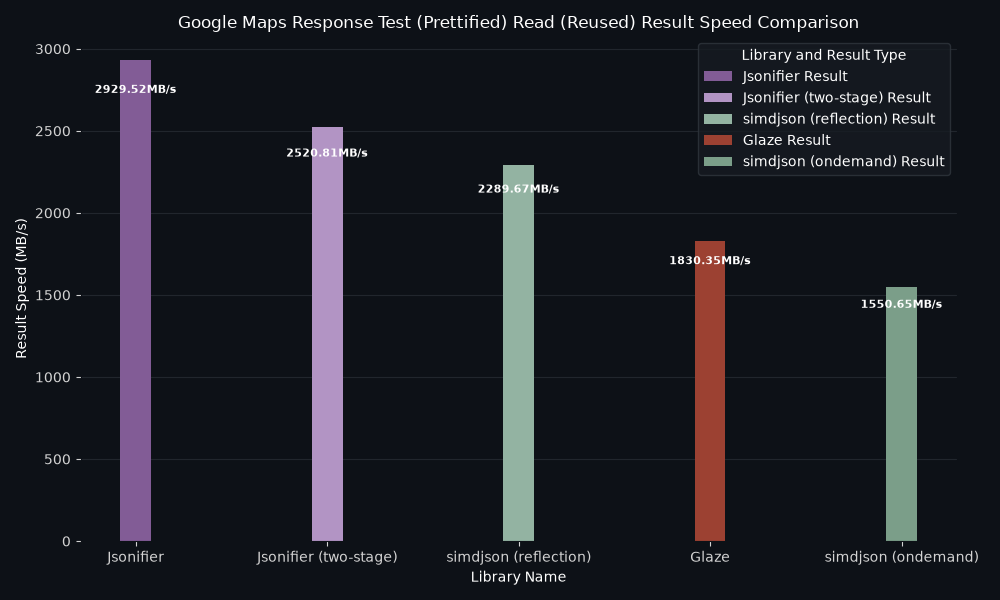 Google Maps Response Test (Prettified) Read (Reused) Result Speed Comparison
Library and Result Type
Jsonifier Result
Jsonifier (two-stage) Result
simdjson (reflection) Result
Glaze Result
simdjson (ondemand) Result
Result Speed (MB/s)
3000
2500
2000
1500
1000
500
0
2929.52MB/s
2520.81MB/s
2289.67MB/s
1830.35MB/s
1550.65MB/s
Jsonifier
Jsonifier (two-stage)
simdjson (reflection)
Glaze
simdjson (ondemand)
Library Name